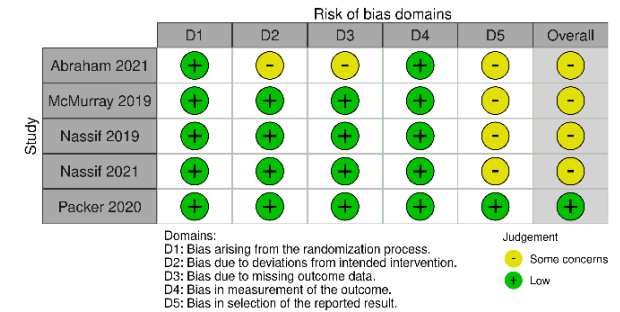 Risk of bias domains
D1 D2 D3 D4 D5 Overall
Study
Abraham 2021 + - - + - -
McMurray 2019 + + + + - -
Nassif 2019 + + + + - -
Nassif 2021 + + + + - -
Packer 2020 + + + + + +
Domains:
D1: Bias arising from the randomization process.
D2: Bias due to deviations from intended intervention.
D3: Bias due to missing outcome data.
D4: Bias in measurement of the outcome.
D5: Bias in selection of the reported result.
Judgement
- Some concerns
+ Low